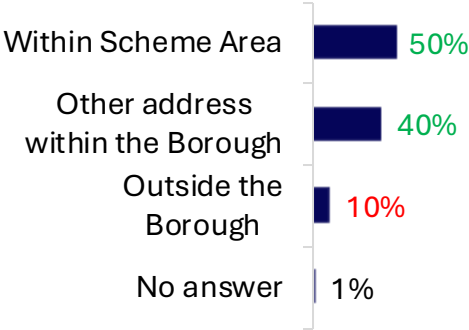 Within Scheme Area 50%
Other address
within the Borough 40%
Outside the
Borough 10%
No answer 1%